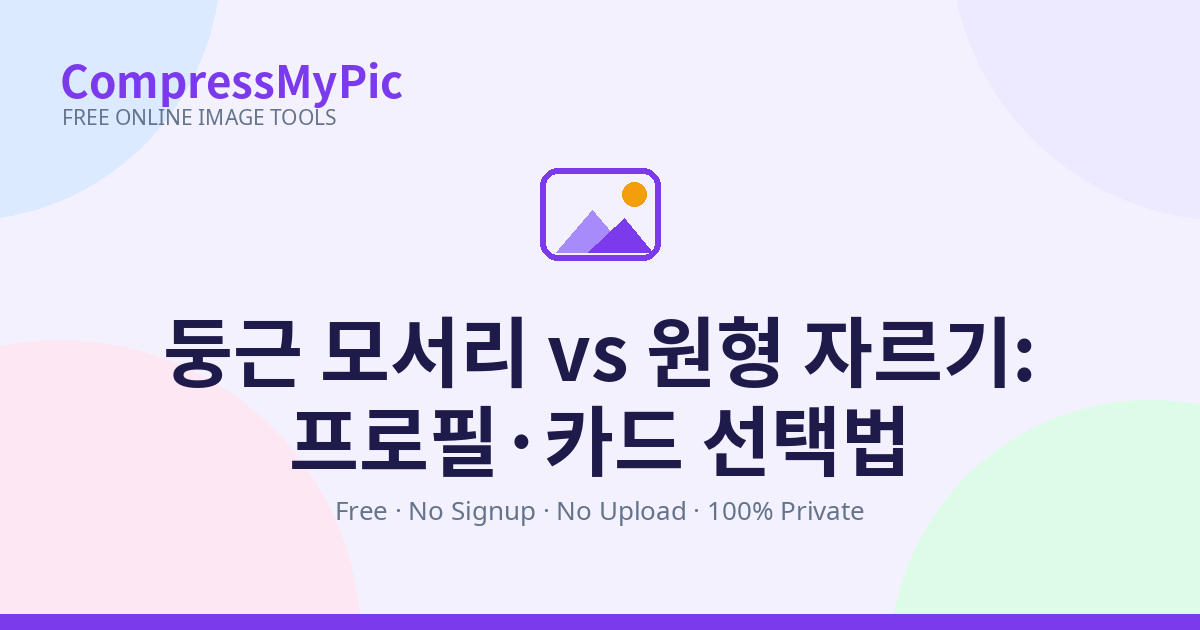 CompressMyPic
FREE ONLINE IMAGE TOOLS
둥근 모서리 vs 원형 자르기:
프로필·카드 선택법
Free · No Signup · No Upload · 100% Private